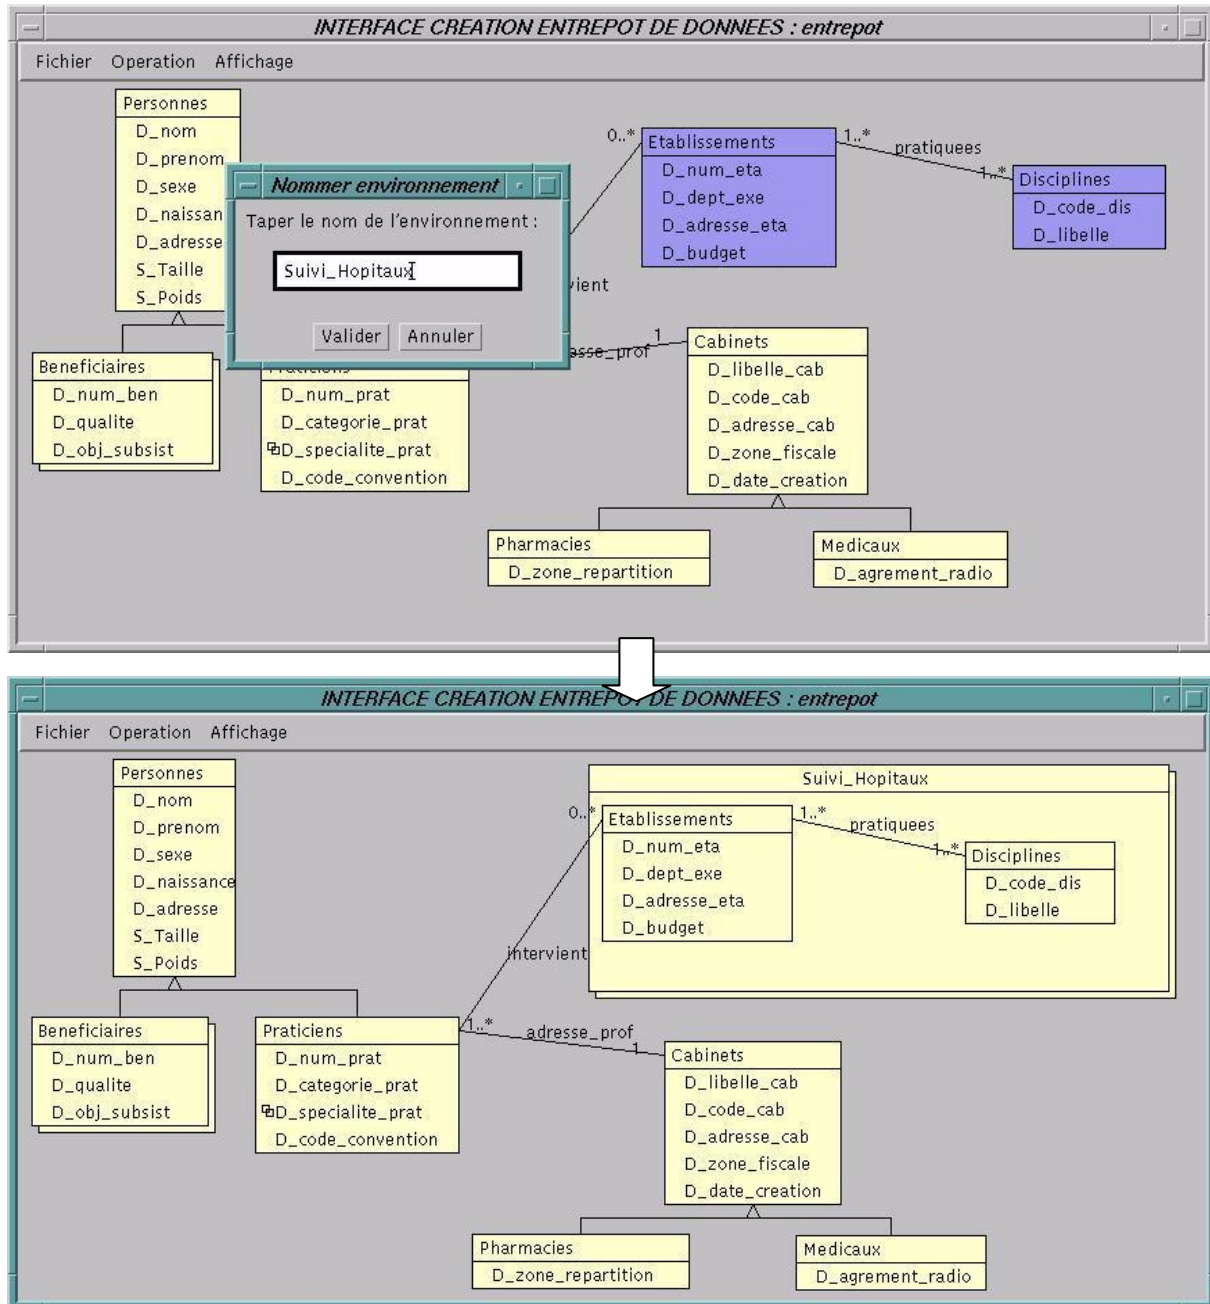 INTERFACE CREATION ENTREPOT DE DONNEES : entrepot
Fichier Operation Affichage
Personnes
D_nom
D_prenom
D_sexe
D_naissan
D_adresse
S_Taille
S_Poids
Nommer environnement
Taper le nom de l'environnement :
Suivi_Hopitaux
Valider Annuler
0..*
Etablissements
D_num_eta
D_dept_exe
D_adresse_eta
D_budget
1..*
pratiquees
1..*
Disciplines
D_code_dis
D_libelle
vient
esse_prof
1
Beneficiaires
D_num_ben
D_qualite
D_obj_subsist
Praticiens
D_num_prat
D_categorie_prat
D_specialite_prat
D_code_convention
Cabinets
D_libelle_cab
D_code_cab
D_adresse_cab
D_zone_fiscale
D_date_creation
Pharmacies
D_zone_repartition
Medicaux
D_agrement_radio
INTERFACE CREATION ENTREPOT DE DONNEES : entrepot
Fichier Operation Affichage
Personnes
D_nom
D_prenom
D_sexe
D_naissance
D_adresse
S_Taille
S_Poids
Suivi_Hopitaux
0..*
Etablissements
D_num_eta
D_dept_exe
D_adresse_eta
D_budget
1..*
pratiquees
1..*
Disciplines
D_code_dis
D_libelle
intervient
Beneficiaires
D_num_ben
D_qualite
D_obj_subsist
Praticiens
D_num_prat
D_categorie_prat
D_specialite_prat
D_code_convention
1..*
adresse_prof
1
Cabinets
D_libelle_cab
D_code_cab
D_adresse_cab
D_zone_fiscale
D_date_creation
Pharmacies
D_zone_repartition
Medicaux
D_agrement_radio